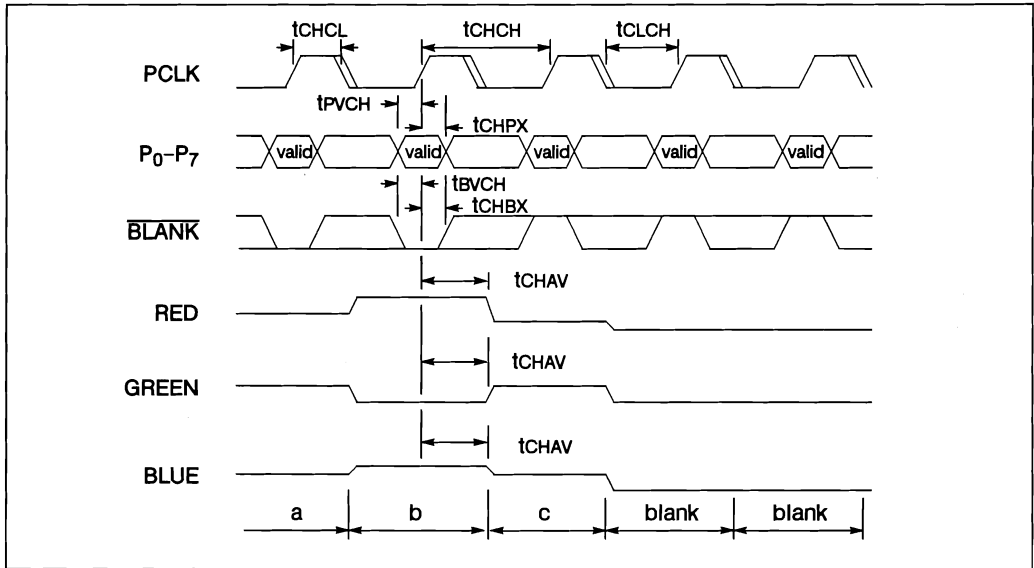 tCHCL
tCHCH
tCLCH
PCLK
tPVCH
tCHPX
P0–P7
valid
valid
valid
valid
valid
tBVCH
tCHBX
BLANK
tCHAV
RED
tCHAV
GREEN
tCHAV
BLUE
a
b
c
blank
blank